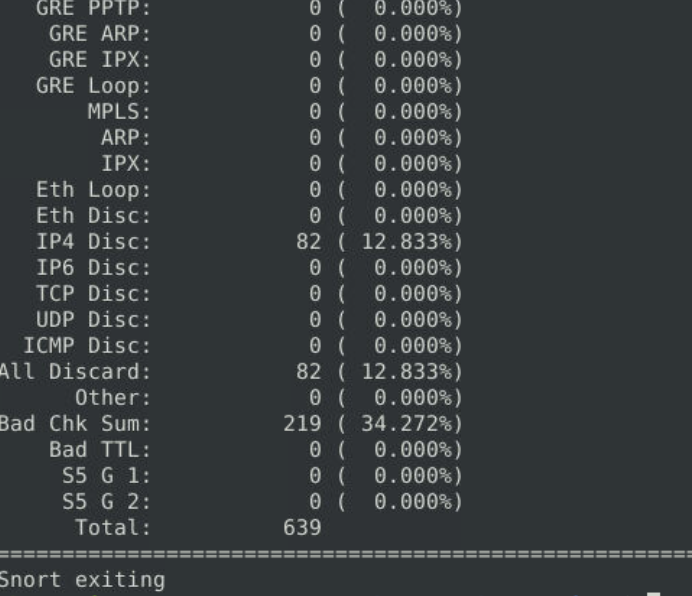 GRE PPTP: 0 ( 0.000%)
GRE ARP: 0 ( 0.000%)
GRE IPX: 0 ( 0.000%)
GRE Loop: 0 ( 0.000%)
MPLS: 0 ( 0.000%)
ARP: 0 ( 0.000%)
IPX: 0 ( 0.000%)
Eth Loop: 0 ( 0.000%)
Eth Disc: 0 ( 0.000%)
IP4 Disc: 82 ( 12.833%)
IP6 Disc: 0 ( 0.000%)
TCP Disc: 0 ( 0.000%)
UDP Disc: 0 ( 0.000%)
ICMP Disc: 0 ( 0.000%)
All Discard: 82 ( 12.833%)
Other: 0 ( 0.000%)
Bad Chk Sum: 219 ( 34.272%)
Bad TTL: 0 ( 0.000%)
S5 G 1: 0 ( 0.000%)
S5 G 2: 0 ( 0.000%)
Total: 639
=====================================================
Snort exiting